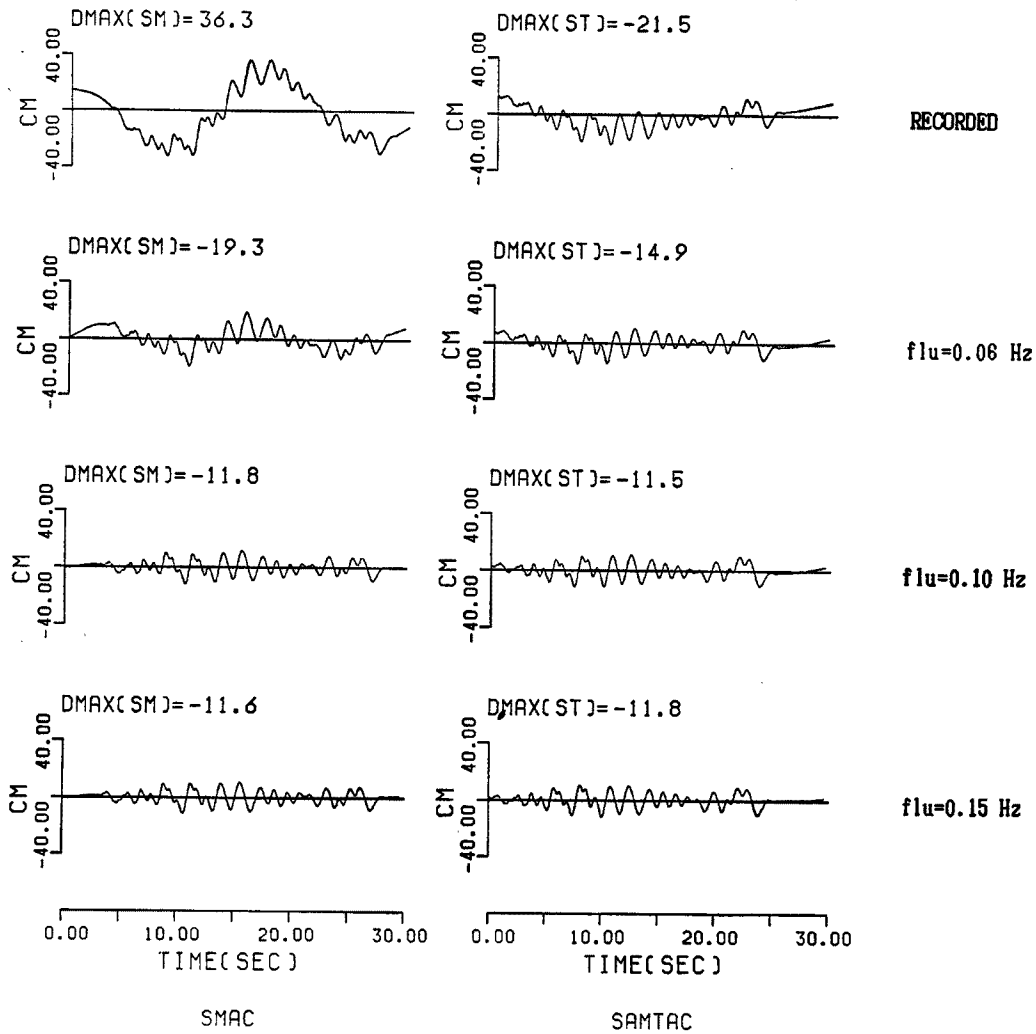 DMAX(SM)= 36.3
DMAX(ST)= -21.5
40.00
CM
-40.00
40.00
-40.00
RECORDED
DMAX(SM)= -19.3
DMAX(ST)= -14.9
40.00
CM
-40.00
40.00
-40.00
flu=0.06 Hz
DMAX(SM)= -11.8
DMAX(ST)= -11.5
40.00
CM
-40.00
40.00
-40.00
flu=0.10 Hz
DMAX(SM)= -11.6
DMAX(ST)= -11.8
40.00
CM
-40.00
40.00
-40.00
flu=0.15 Hz
0.00 10.00 20.00 30.00
TIME(SEC)
0.00 10.00 20.00 30.00
TIME(SEC)
SMAC
SAMTAC